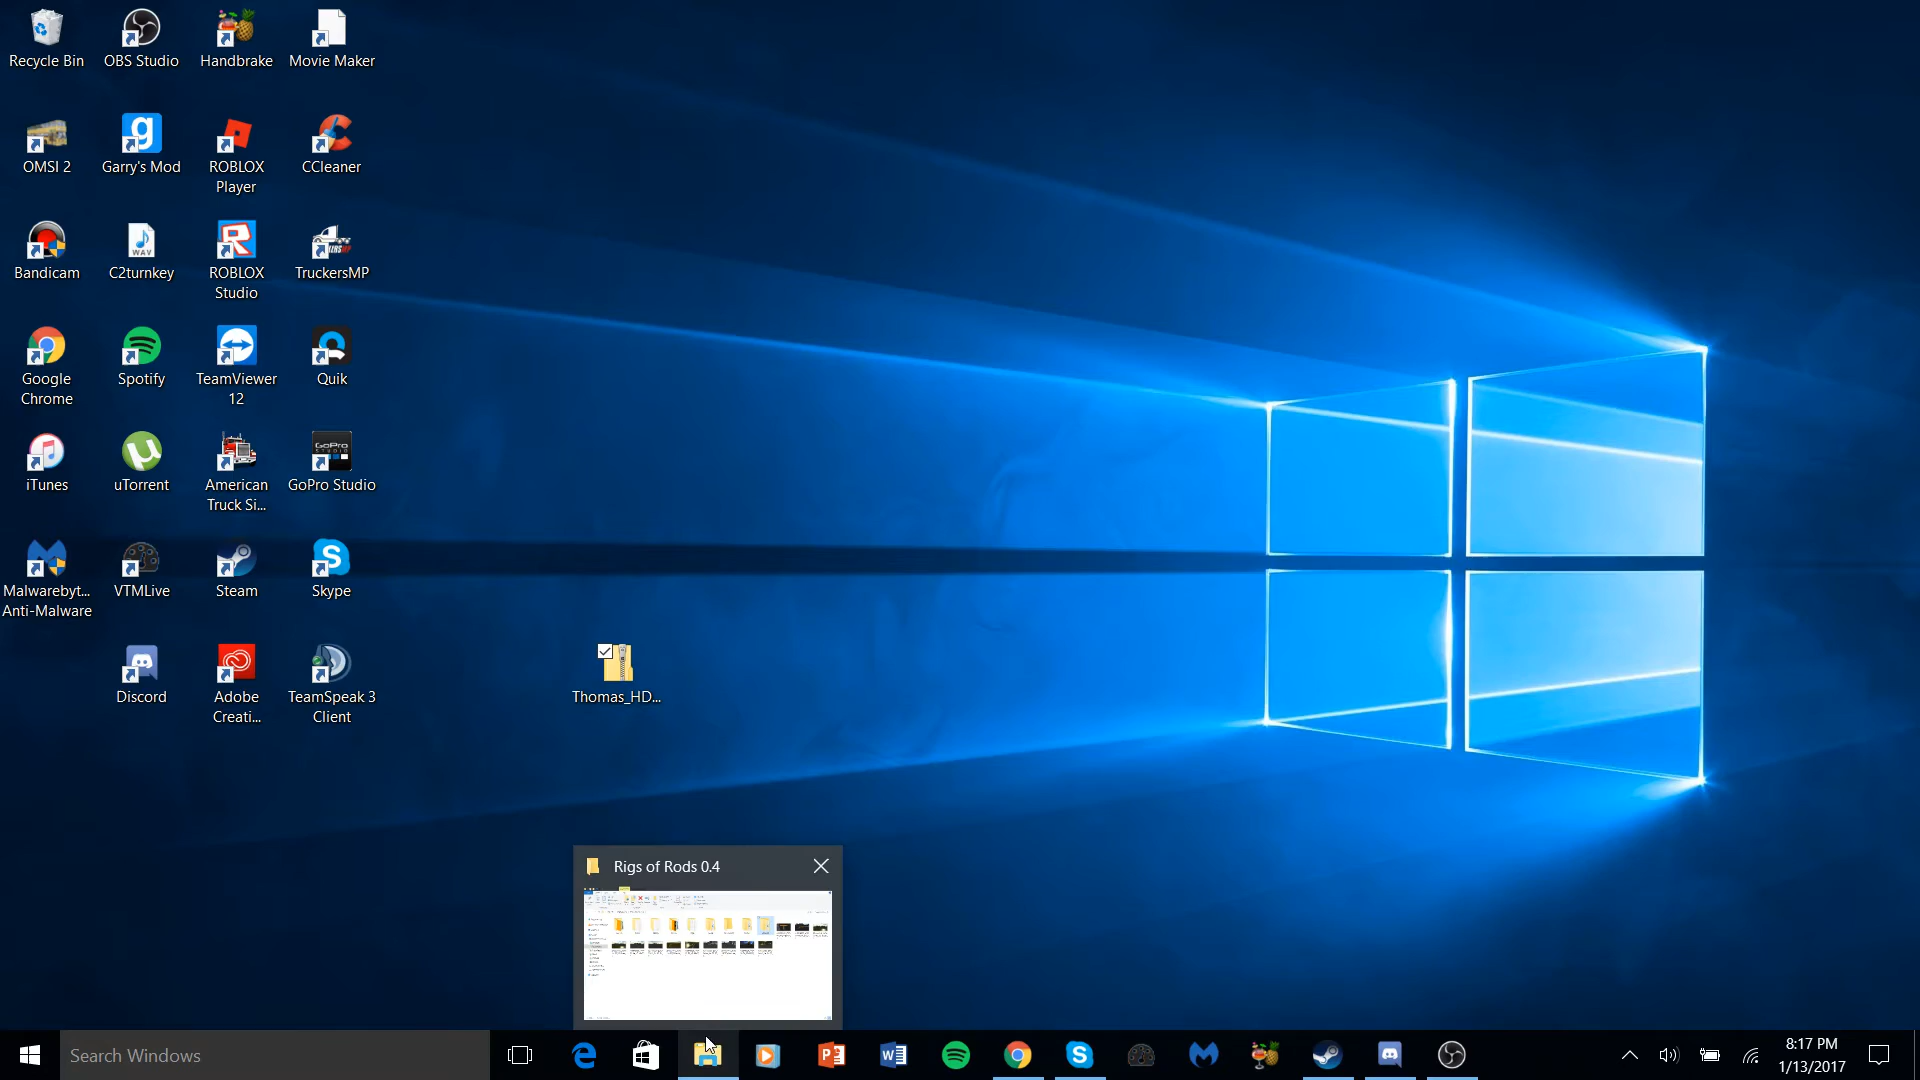 Recycle Bin
OBS Studio
Handbrake
Movie Maker
OMSI 2
Garry's Mod
ROBLOX
Player
CCleaner
Bandicam
C2turnkey
ROBLOX
Studio
TruckersMP
Google
Chrome
Spotify
TeamViewer
12
Quik
iTunes
uTorrent
American
Truck Si...
GoPro Studio
Malwarebyt...
Anti-Malware
VTMLive
Steam
Skype
Discord
Adobe
Creati...
TeamSpeak 3
Client
Thomas_HD...
Rigs of Rods 0.4
Search Windows
8:17 PM
1/13/2017